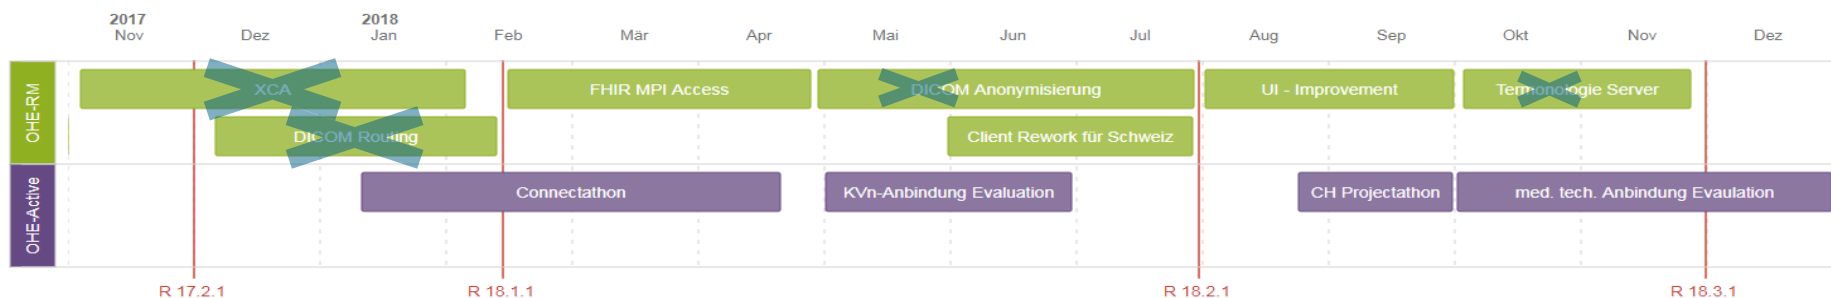 2017
2018
Nov
Dez
Jan
Feb
Mär
Apr
Mai
Jun
Jul
Aug
Sep
Okt
Nov
Dez
OHE-RM
XCA
FHIR MPI Access
DICOM Anonymisierung
UI - Improvement
Termonologie Server
DICOM Routing
Client Rework für Schweiz
OHE-Active
Connectathon
KVn-Anbindung Evaluation
CH Projectathon
med. tech. Anbindung Evaulation
R 17.2.1
R 18.1.1
R 18.2.1
R 18.3.1